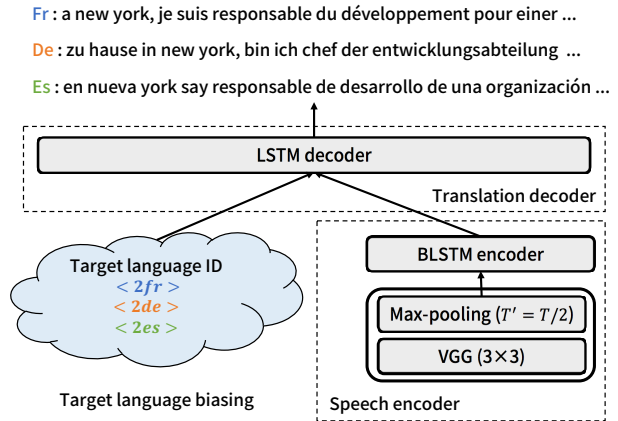 Fr : a new york, je suis responsable du développement pour einer ...
De : zu hause in new york, bin ich chef der entwicklungsabteilung ...
Es : en nueva york say responsable de desarrollo de una organización ...
LSTM decoder
Translation decoder
Target language ID
< 2fr >
< 2de >
< 2es >
Target language biasing
BLSTM encoder
Max-pooling (T′ = T/2)
VGG (3×3)
Speech encoder